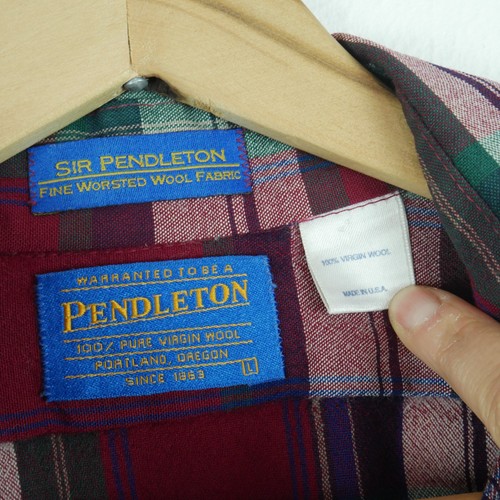 SIR PENDLETON
FINE WORSTED WOOL FABRIC
100% VIRGIN WOOL
MADE IN U.S.A.
WARRANTED TO BE A
PENDLETON
100% PURE VIRGIN WOOL
PORTLAND, OREGON
SINCE 1863
L